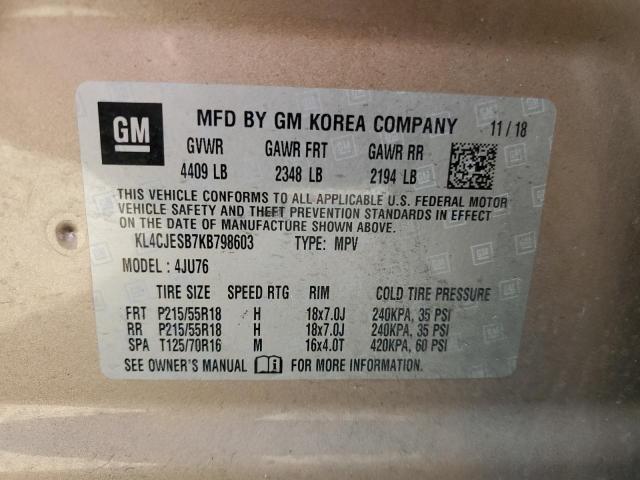 GM
MFD BY GM KOREA COMPANY 11 / 18
GVWR GAWR FRT GAWR RR
4409 LB 2348 LB 2194 LB
THIS VEHICLE CONFORMS TO ALL APPLICABLE U.S. FEDERAL MOTOR
VEHICLE SAFETY AND THEFT PREVENTION STANDARDS IN EFFECT ON
THE DATE OF MANUFACTURE SHOWN ABOVE.
KL4CJESB7KB798603 TYPE: MPV
MODEL: 4JU76
TIRE SIZE SPEED RTG RIM COLD TIRE PRESSURE
FRT P215/55R18 H 18x7.0J 240KPA, 35 PSI
RR P215/55R18 H 18x7.0J 240KPA, 35 PSI
SPA T125/70R16 M 16x4.0T 420KPA, 60 PSI
SEE OWNER'S MANUAL FOR MORE INFORMATION.